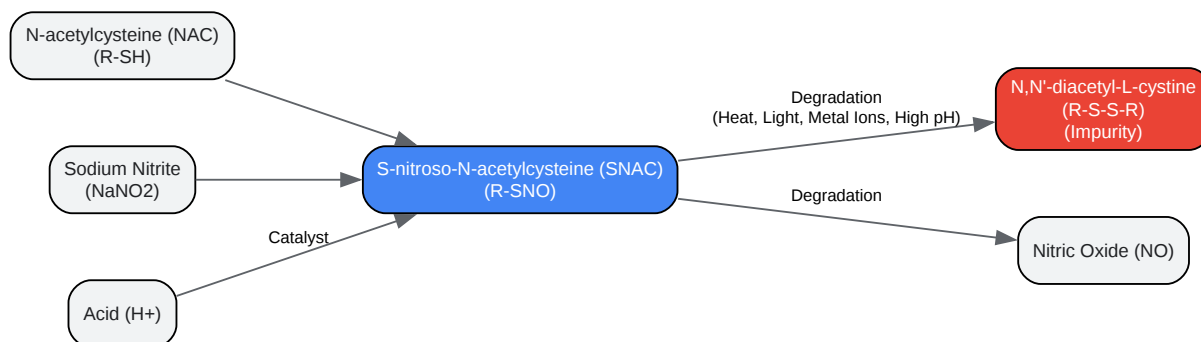 N-acetylcysteine (NAC)
(R-SH)
Sodium Nitrite
(NaNO2)
Acid (H+)
Catalyst
S-nitroso-N-acetylcysteine (SNAC)
(R-SNO)
Degradation
(Heat, Light, Metal Ions, High pH)
Degradation
N,N'-diacetyl-L-cystine
(R-S-S-R)
(Impurity)
Nitric Oxide (NO)